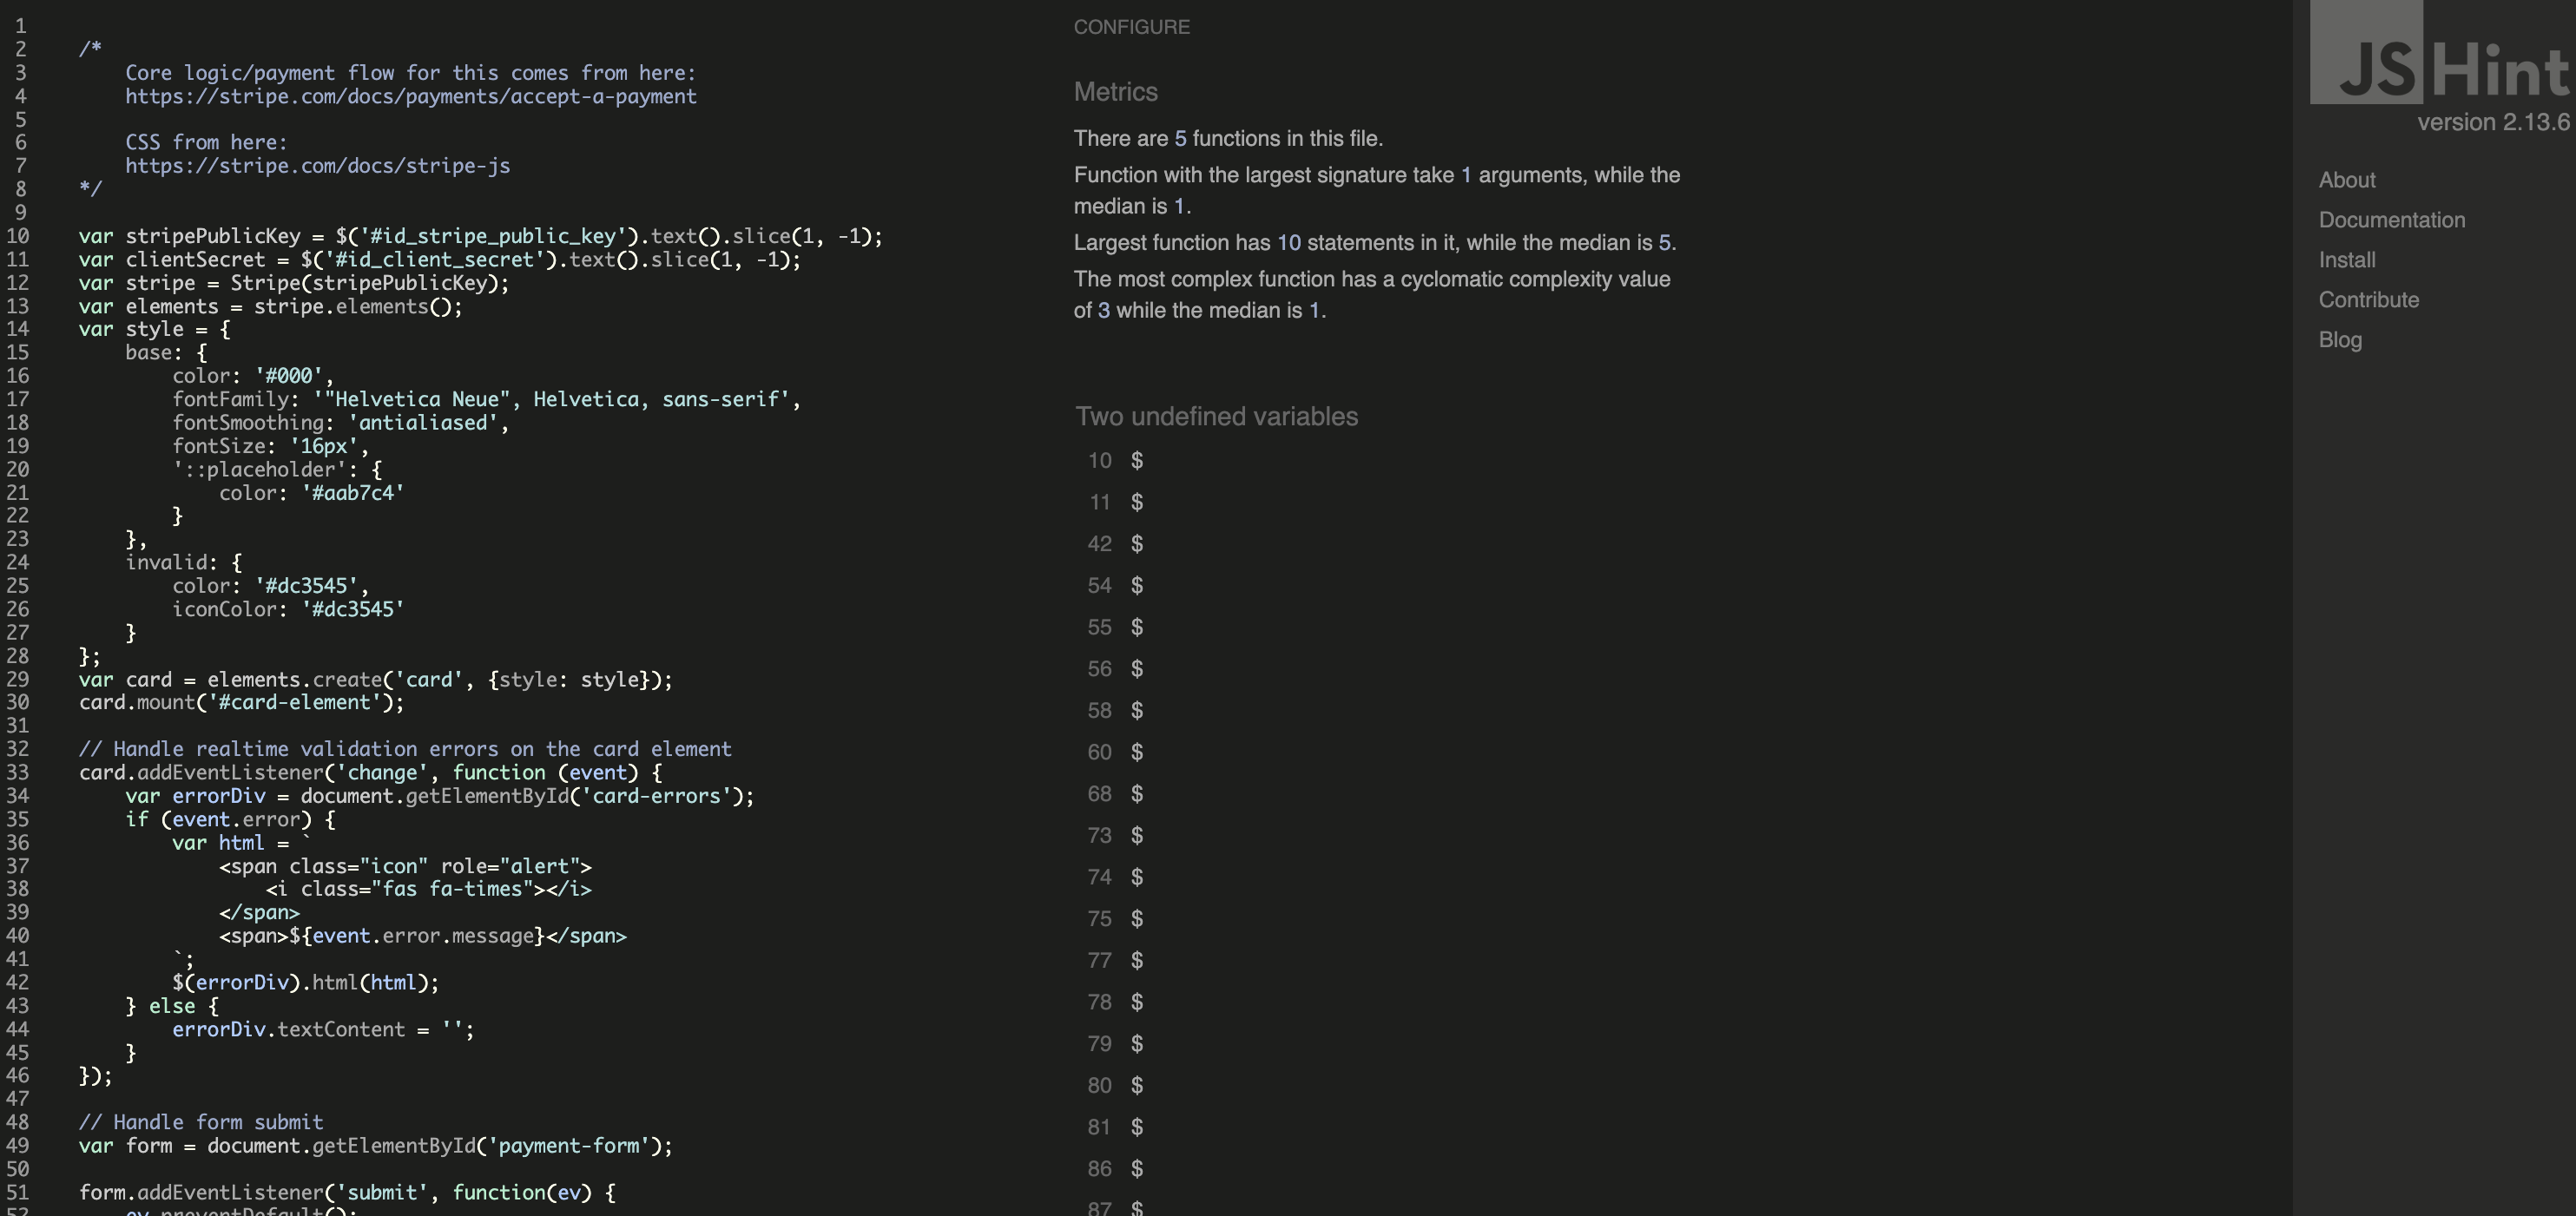 1
2 /*
3 Core logic/payment flow for this comes from here:
4 https://stripe.com/docs/payments/accept-a-payment
5
6 CSS from here:
7 https://stripe.com/docs/stripe-js
8 */
9
10 var stripePublicKey = $('#id_stripe_public_key').text().slice(1, -1);
11 var clientSecret = $('#id_client_secret').text().slice(1, -1);
12 var stripe = Stripe(stripePublicKey);
13 var elements = stripe.elements();
14 var style = {
15 base: {
16 color: '#000',
17 fontFamily: '"Helvetica Neue", Helvetica, sans-serif',
18 fontSmoothing: 'antialiased',
19 fontSize: '16px',
20 '::placeholder': {
21 color: '#aab7c4'
22 }
23 },
24 invalid: {
25 color: '#dc3545',
26 iconColor: '#dc3545'
27 }
28 };
29 var card = elements.create('card', {style: style});
30 card.mount('#card-element');
31
32 // Handle realtime validation errors on the card element
33 card.addEventListener('change', function (event) {
34 var errorDiv = document.getElementById('card-errors');
35 if (event.error) {
36 var html = `
37 <span class="icon" role="alert">
38 <i class="fas fa-times"></i>
39 </span>
40 <span>${event.error.message}</span>
41 `;
42 $(errorDiv).html(html);
43 } else {
44 errorDiv.textContent = '';
45 }
46 });
47
48 // Handle form submit
49 var form = document.getElementById('payment-form');
50
51 form.addEventListener('submit', function(ev) {
52 ev.preventDefault();
CONFIGURE
Metrics
There are 5 functions in this file.
Function with the largest signature take 1 arguments, while the
median is 1.
Largest function has 10 statements in it, while the median is 5.
The most complex function has a cyclomatic complexity value
of 3 while the median is 1.
Two undefined variables
10 $
11 $
42 $
54 $
55 $
56 $
58 $
60 $
68 $
73 $
74 $
75 $
77 $
78 $
79 $
80 $
81 $
86 $
87 $
JSHint
version 2.13.6
About
Documentation
Install
Contribute
Blog